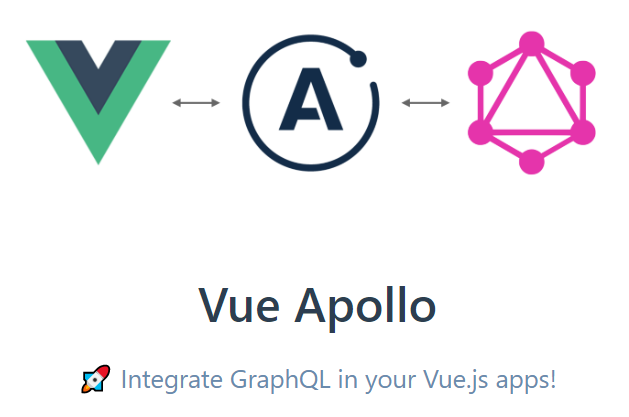 A
Vue Apollo
🚀 Integrate GraphQL in your Vue.js apps!